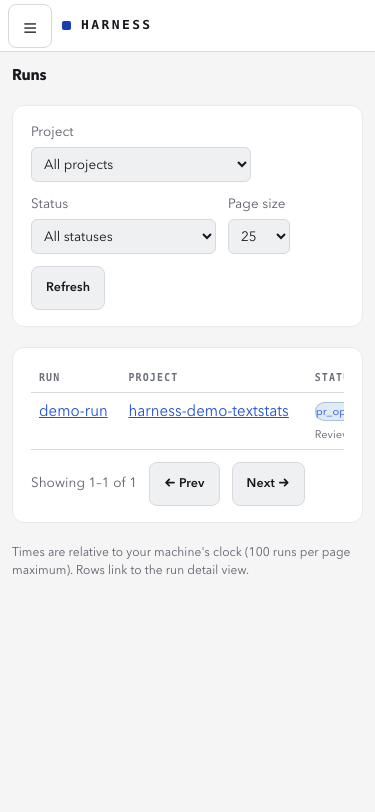 HARNESS
Runs
Project
All projects
Status Page size
All statuses 25
Refresh
RUN PROJECT
demo-run harness-demo-textstats
Showing 1–1 of 1 ← Prev Next →
Times are relative to your machine's clock (100 runs per page
maximum). Rows link to the run detail view.